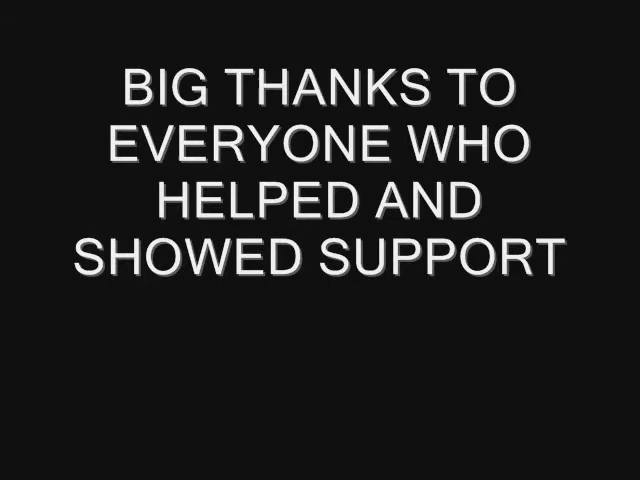 BIG THANKS TO
EVERYONE WHO
HELPED AND
SHOWED SUPPORT